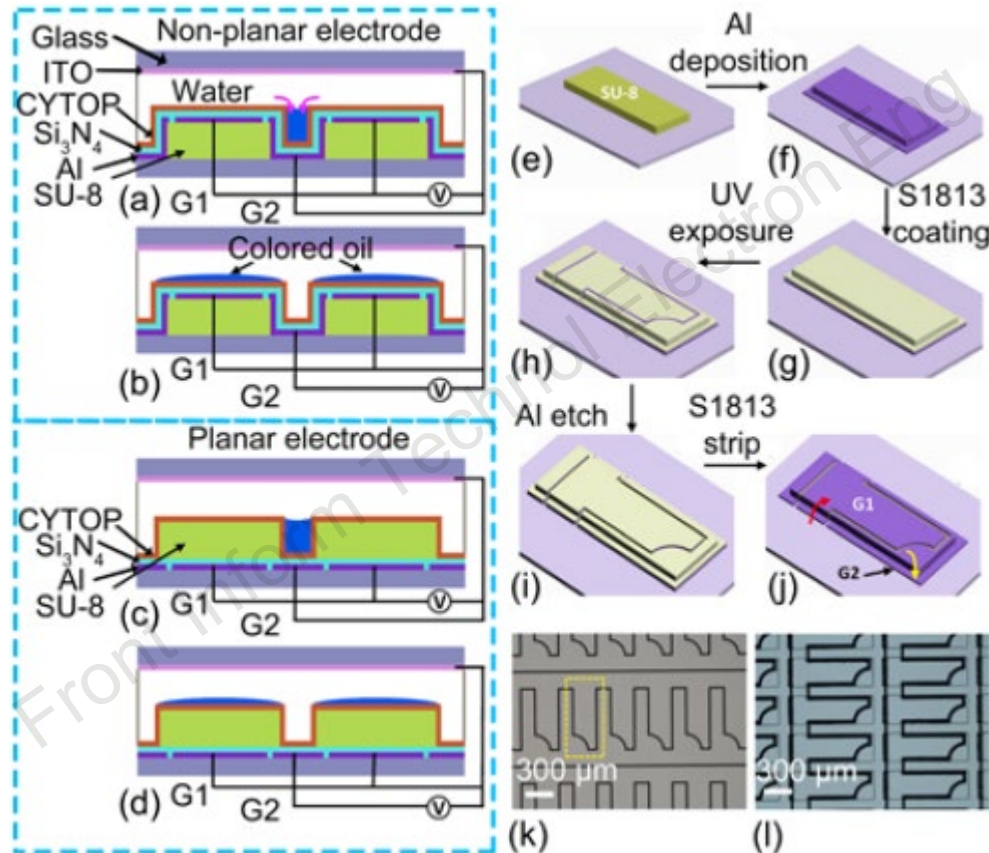 Non-planar electrode
Glass
ITO
CYTOP
Si3N4
Al
SU-8
Water
(a)
G1
G2
V
Colored oil
(b)
G1
G2
V
Planar electrode
CYTOP
Si3N4
Al
SU-8
(c)
G1
G2
V
(d)
G1
G2
V
SU-8
(e)
Al
deposition
(f)
S1813
coating
UV
exposure
(h)
(g)
Al etch
S1813
strip
(i)
G1
G2
(j)
300 μm
(k)
300 μm
(l)
Front Inform Technol Electron Eng